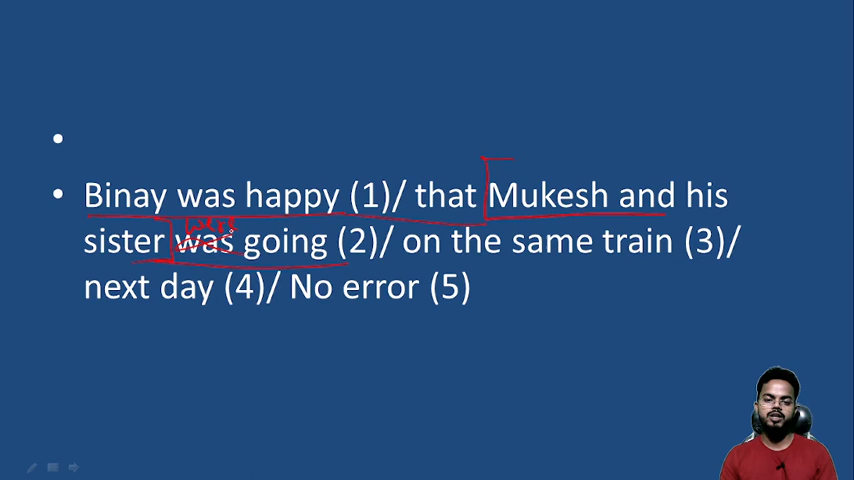 • Binay was happy (1)/ that Mukesh and his
were
sister was going (2)/ on the same train (3)/
next day (4)/ No error (5)